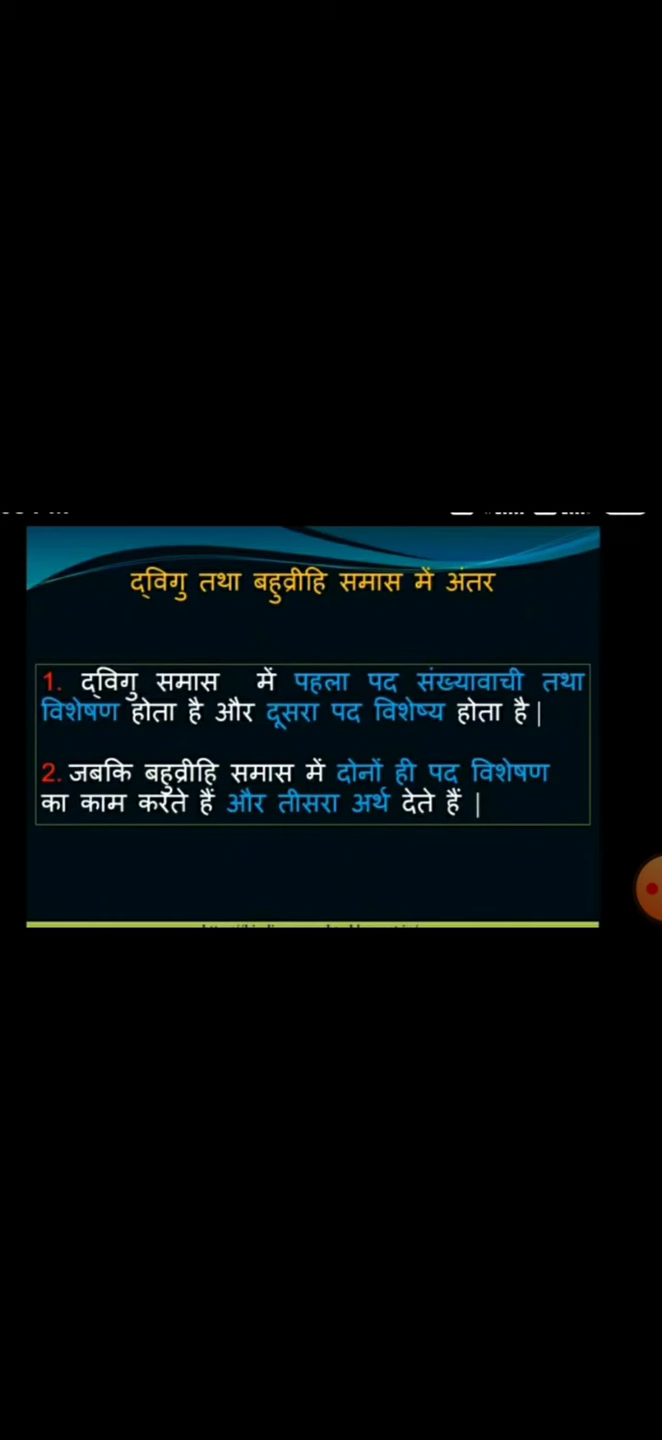 द्विगु तथा बहुव्रीहि समास में अंतर
1. द्विगु समास में पहला पद संख्यावाची तथा
विशेषण होता है और दूसरा पद विशेष्य होता है |
2. जबकि बहुव्रीहि समास में दोनों ही पद विशेषण
का काम करते हैं और तीसरा अर्थ देते हैं |